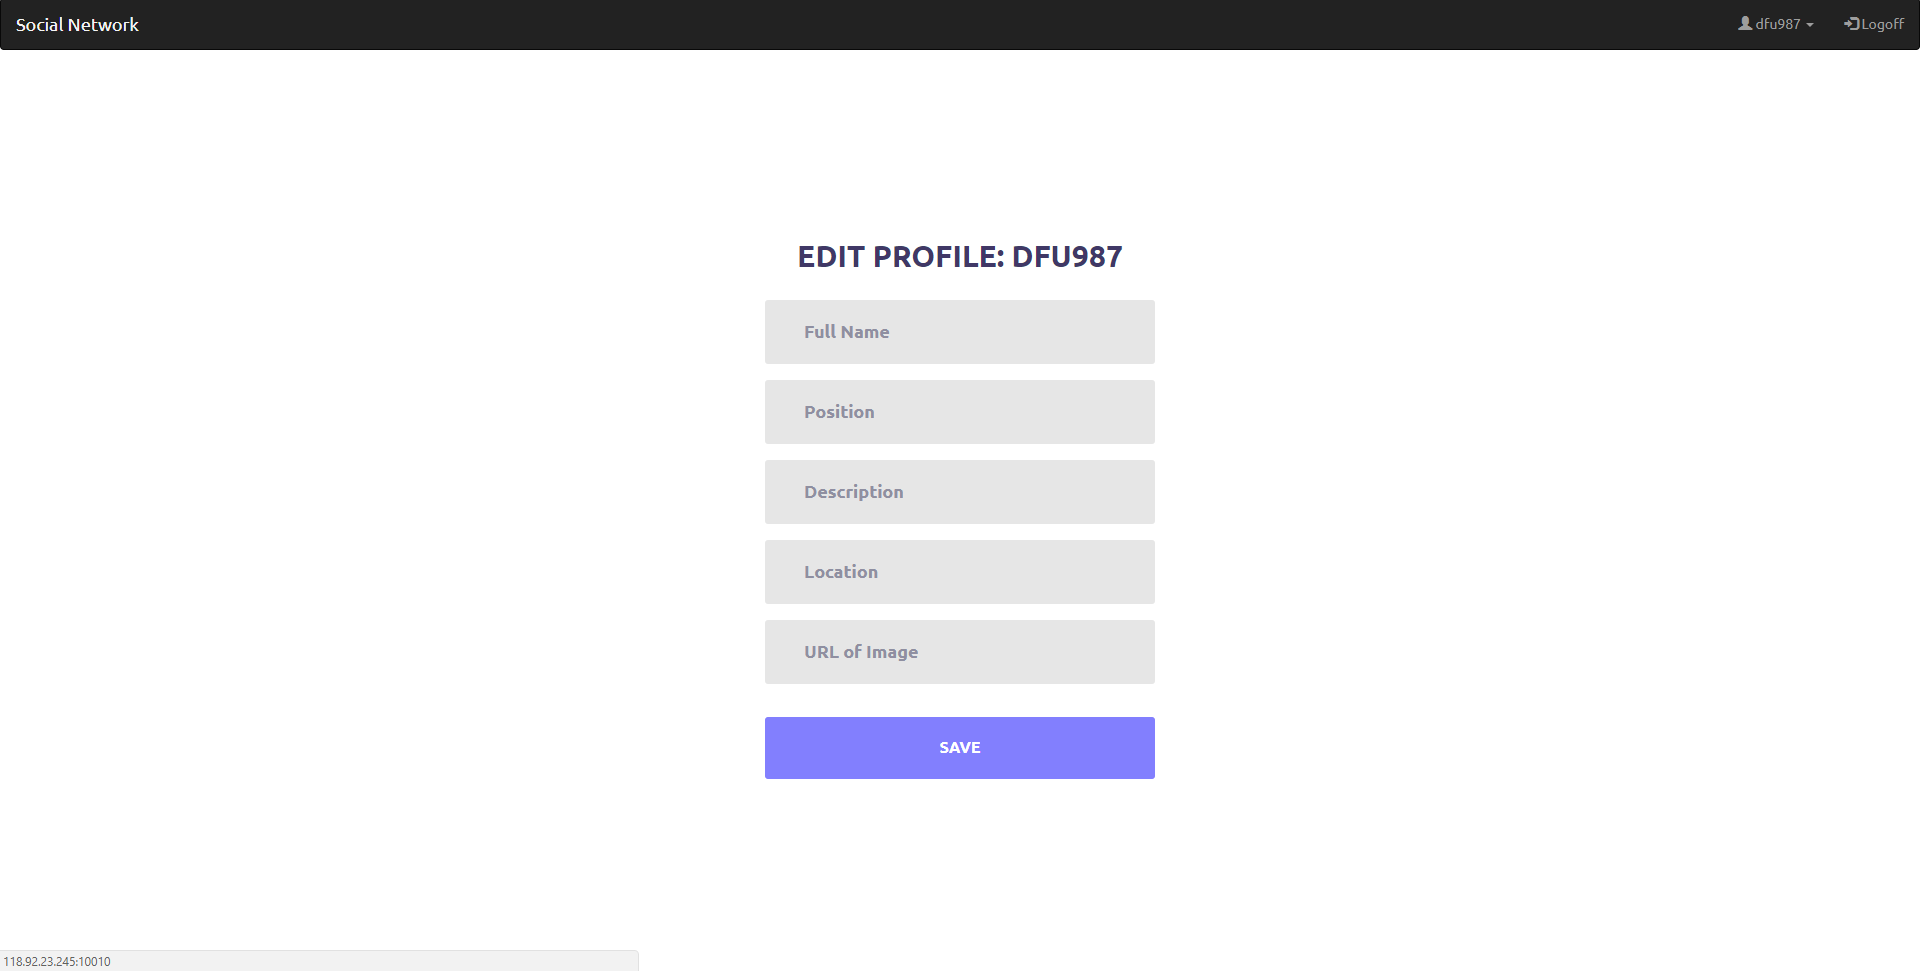 Social Network
dfu987
Logoff
EDIT PROFILE: DFU987
Full Name
Position
Description
Location
URL of Image
SAVE
118.92.23.245:10010